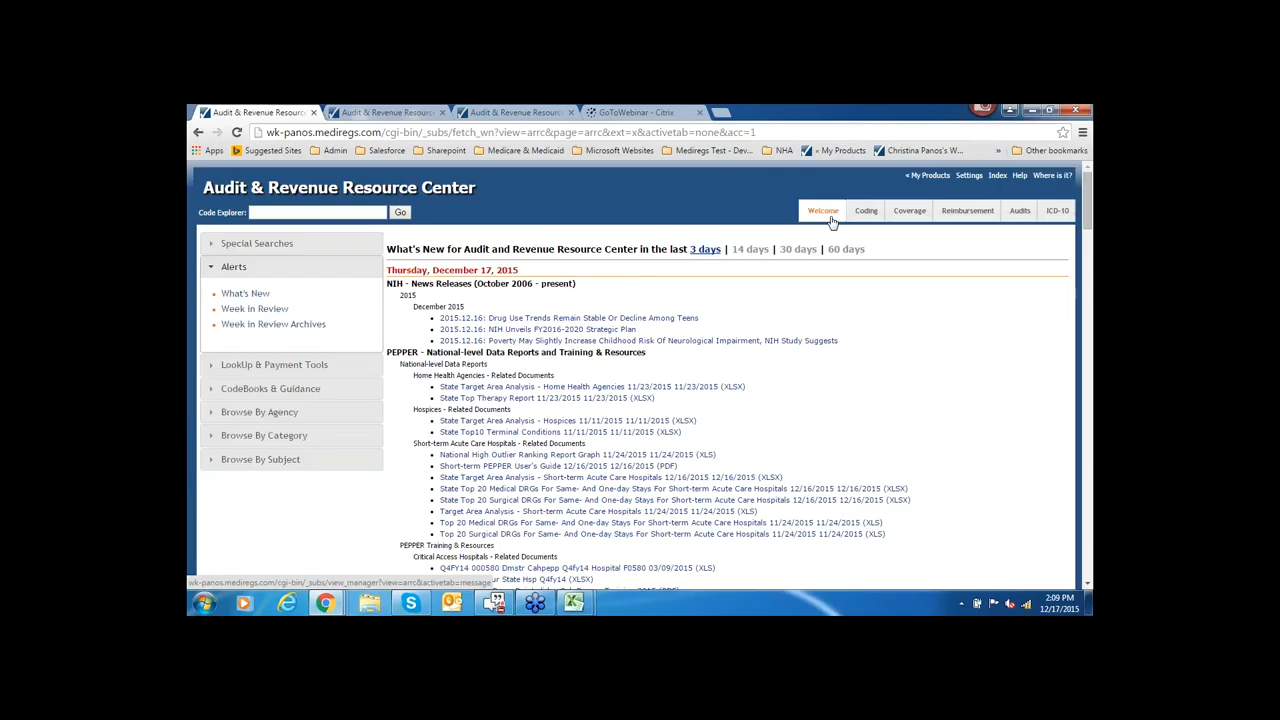 Audit & Revenue Resource
Audit & Revenue Resource
Audit & Revenue Resource
GoToWebinar - Citrix
wk-panos.mediregs.com/cgi-bin/_subs/fetch_wn?view=arrc&page=arrc&ext=x&activetab=none&acc=1
Apps Suggested Sites Admin Salesforce Sharepoint Medicare & Medicaid Microsoft Websites Mediregs Test - Dev... NHA « My Products Christina Panos's W... » Other bookmarks
« My Products Settings Index Help Where is it?
Audit & Revenue Resource Center
Code Explorer: Go
Welcome Coding Coverage Reimbursement Audits ICD-10
Special Searches
Alerts
What's New
Week in Review
Week in Review Archives
LookUp & Payment Tools
CodeBooks & Guidance
Browse By Agency
Browse By Category
Browse By Subject
What's New for Audit and Revenue Resource Center in the last 3 days | 14 days | 30 days | 60 days
Thursday, December 17, 2015
NIH - News Releases (October 2006 - present)
2015
December 2015
2015.12.16: Drug Use Trends Remain Stable Or Decline Among Teens
2015.12.16: NIH Unveils FY2016-2020 Strategic Plan
2015.12.16: Poverty May Slightly Increase Childhood Risk Of Neurological Impairment, NIH Study Suggests
PEPPER - National-level Data Reports and Training & Resources
National-level Data Reports
Home Health Agencies - Related Documents
State Target Area Analysis - Home Health Agencies 11/23/2015 11/23/2015 (XLSX)
State Top Therapy Report 11/23/2015 11/23/2015 (XLSX)
Hospices - Related Documents
State Target Area Analysis - Hospices 11/11/2015 11/11/2015 (XLSX)
State Top10 Terminal Conditions 11/11/2015 11/11/2015 (XLSX)
Short-term Acute Care Hospitals - Related Documents
National High Outlier Ranking Report Graph 11/24/2015 11/24/2015 (XLS)
Short-term PEPPER User's Guide 12/16/2015 12/16/2015 (PDF)
State Target Area Analysis - Short-term Acute Care Hospitals 12/16/2015 12/16/2015 (XLSX)
State Top 20 Medical DRGs For Same- And One-day Stays For Short-term Acute Care Hospitals 12/16/2015 12/16/2015 (XLSX)
State Top 20 Surgical DRGs For Same- And One-day Stays For Short-term Acute Care Hospitals 12/16/2015 12/16/2015 (XLSX)
Target Area Analysis - Short-term Acute Care Hospitals 11/24/2015 11/24/2015 (XLS)
Top 20 Medical DRGs For Same- And One-day Stays For Short-term Acute Care Hospitals 11/24/2015 11/24/2015 (XLS)
Top 20 Surgical DRGs For Same- And One-day Stays For Short-term Acute Care Hospitals 11/24/2015 11/24/2015 (XLS)
PEPPER Training & Resources
Critical Access Hospitals - Related Documents
Q4FY14 000580 Dmstr Cahpepp Q4fy14 Hospital F0580 03/09/2015 (XLS)
ur State Hsp Q4fy14 (XLSX)
wk-panos.mediregs.com/cgi-bin/_subs/view_manager?view=arrc&activetab=message
2:09 PM
12/17/2015